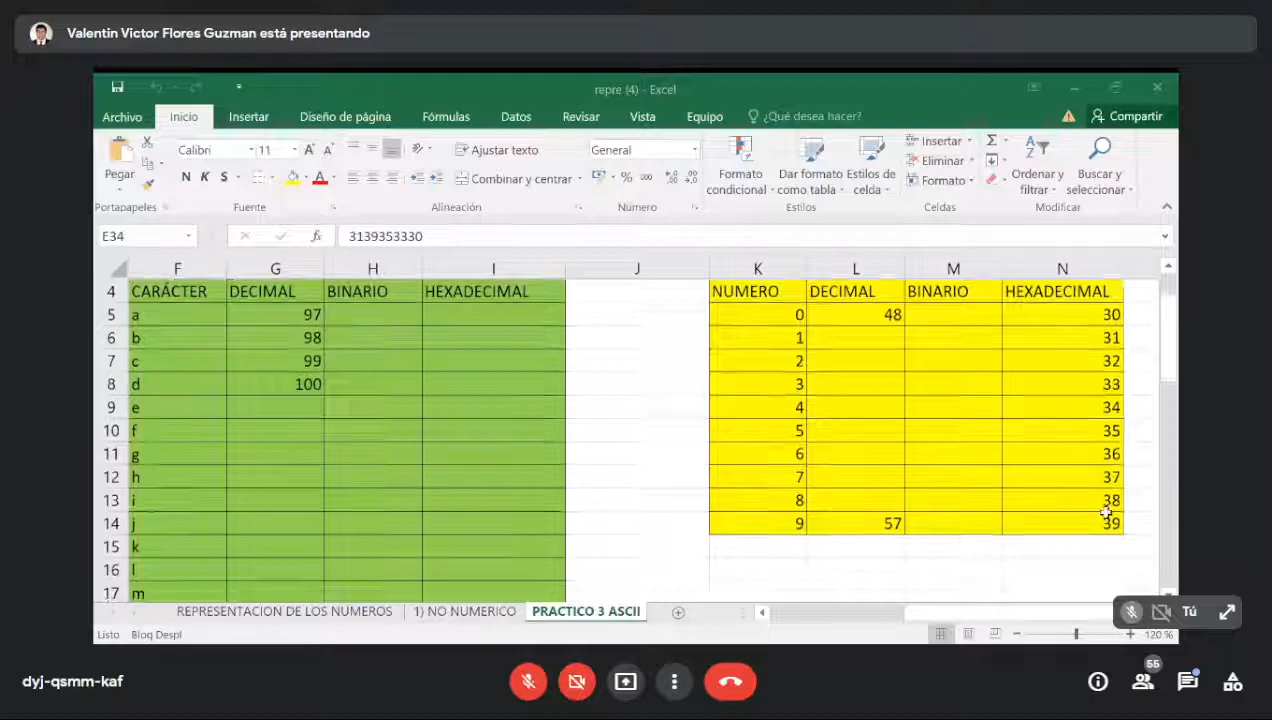 Valentin Victor Flores Guzman está presentando
repre (4) - Excel
Archivo Inicio Insertar Diseño de página Fórmulas Datos Revisar Vista Equipo ¿Qué desea hacer? Compartir
Pegar
Calibri 11
N K S
Ajustar texto
Combinar y centrar
General
% 000
Formato condicional
Dar formato como tabla
Estilos de celda
Insertar
Eliminar
Formato
Ordenar y filtrar
Buscar y seleccionar
Portapapeles Fuente Alineación Número Estilos Celdas Modificar
E34 fx 3139353330
F G H I J K L M N
4 CARÁCTER DECIMAL BINARIO HEXADECIMAL NUMERO DECIMAL BINARIO HEXADECIMAL
5 a 97 0 48 30
6 b 98 1 31
7 c 99 2 32
8 d 100 3 33
9 e 4 34
10 f 5 35
11 g 6 36
12 h 7 37
13 i 8 38
14 j 9 57 39
15 k
16 l
17 m
REPRESENTACION DE LOS NUMEROS 1) NO NUMERICO PRACTICO 3 ASCII
Tú
Listo Bloq Despl 120 %
dyj-qsmm-kaf 55